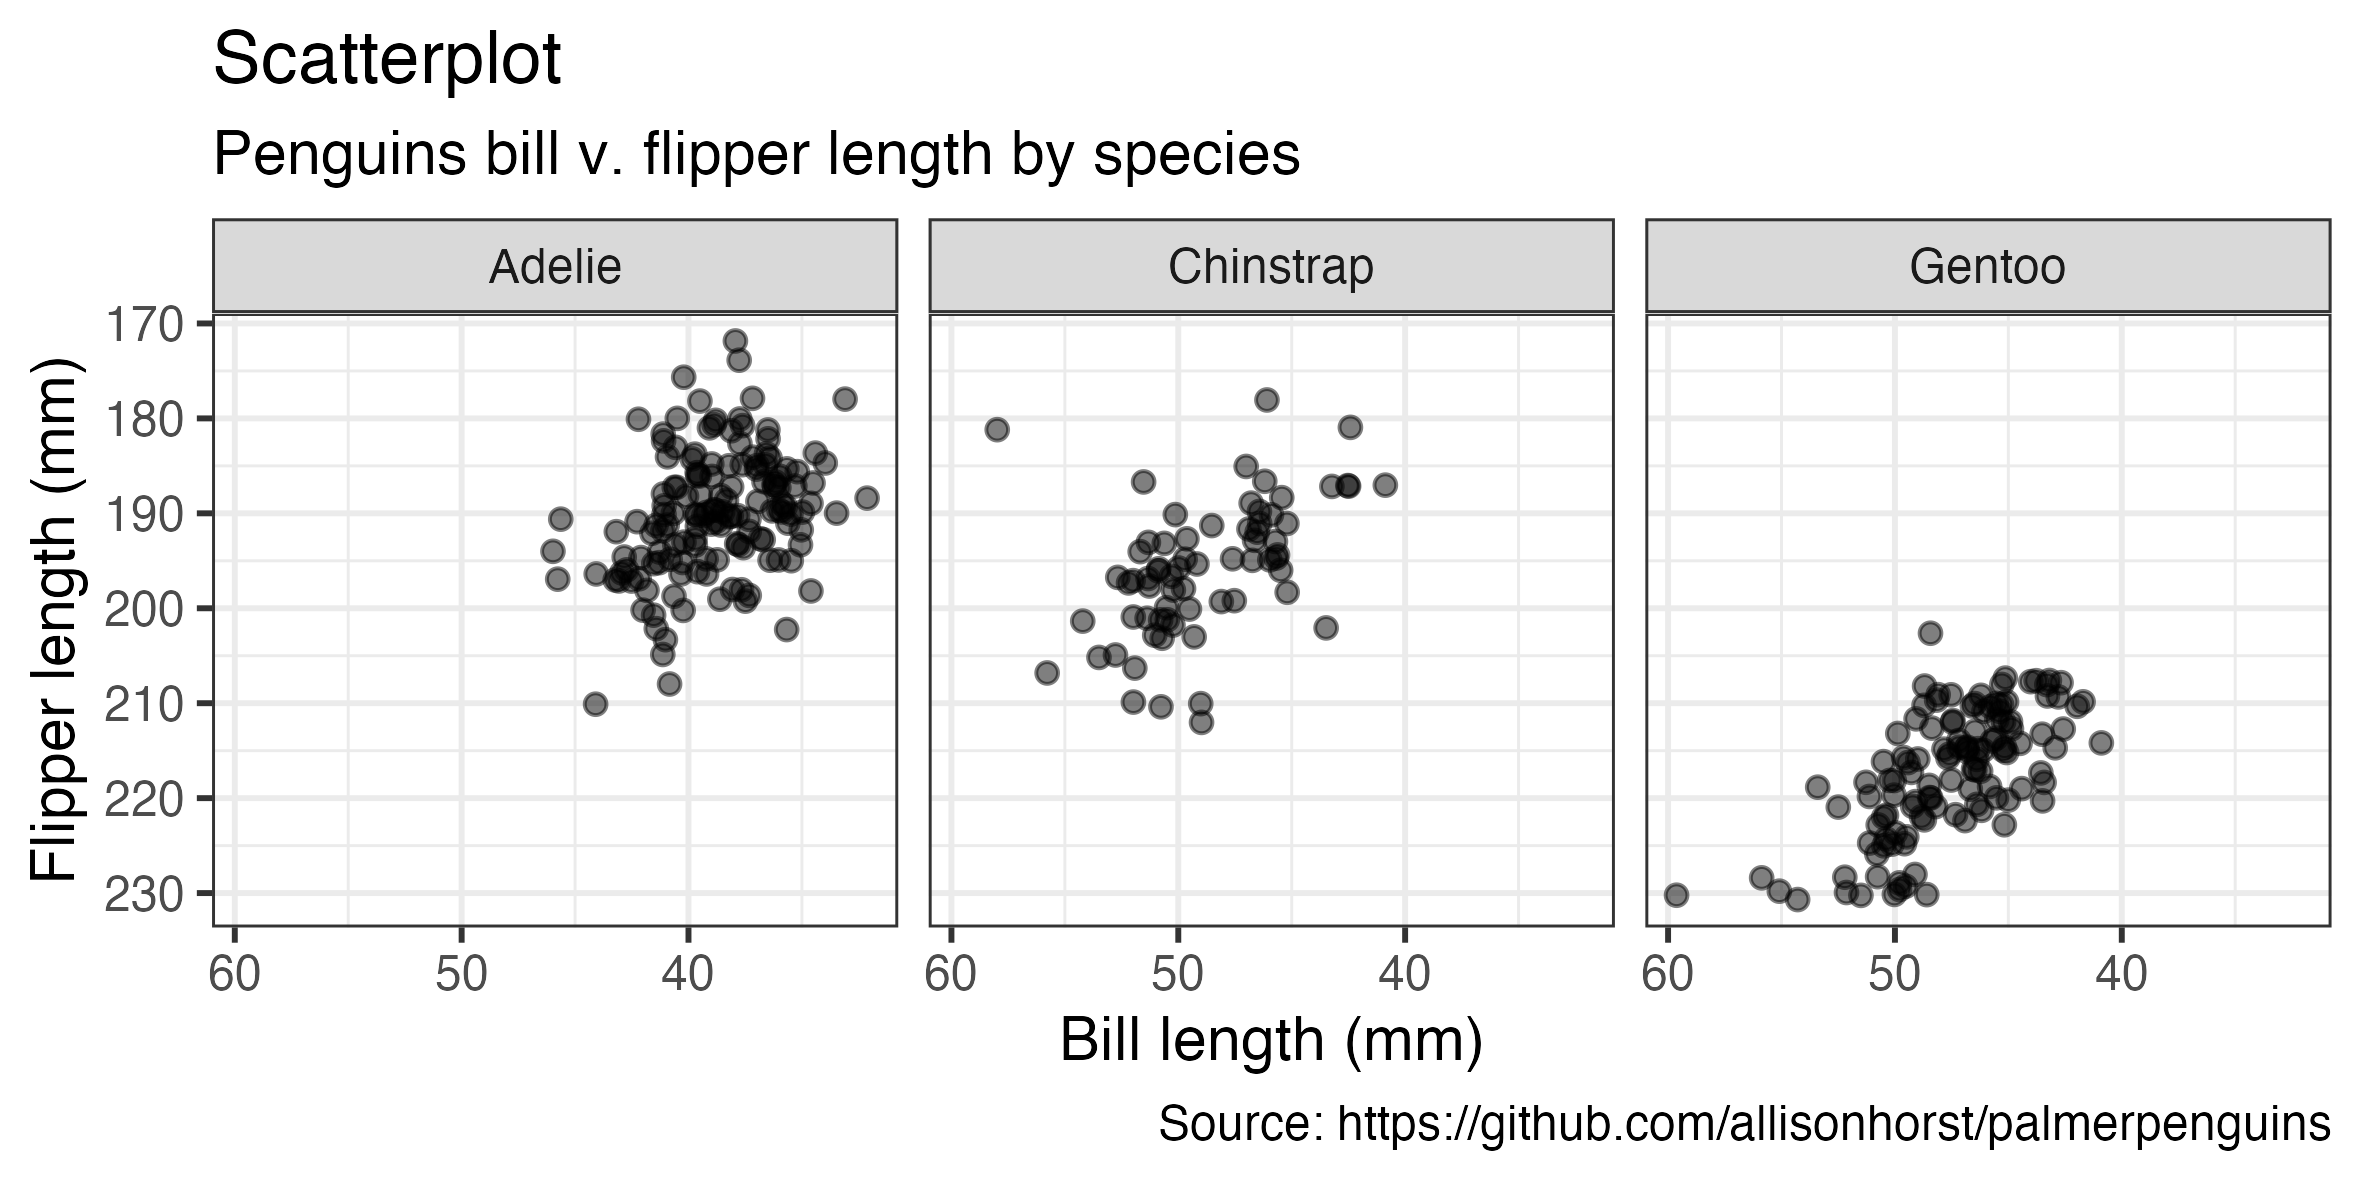 Scatterplot
Penguins bill v. flipper length by species
Adelie
Chinstrap
Gentoo
Flipper length (mm)
170
180
190
200
210
220
230
60 50 40
60 50 40
60 50 40
Bill length (mm)
Source: https://github.com/allisonhorst/palmerpenguins